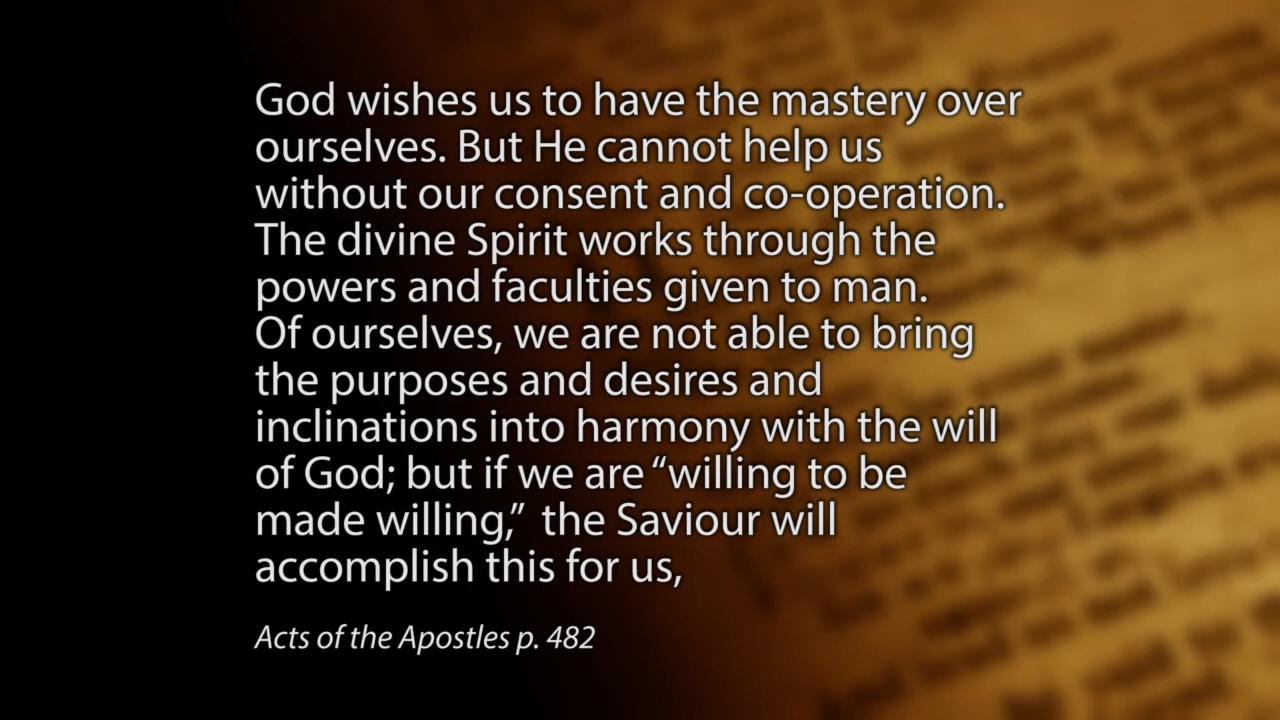 God wishes us to have the mastery over
ourselves. But He cannot help us
without our consent and co-operation.
The divine Spirit works through the
powers and faculties given to man.
Of ourselves, we are not able to bring
the purposes and desires and
inclinations into harmony with the will
of God; but if we are “willing to be
made willing,” the Saviour will
accomplish this for us,
Acts of the Apostles p. 482